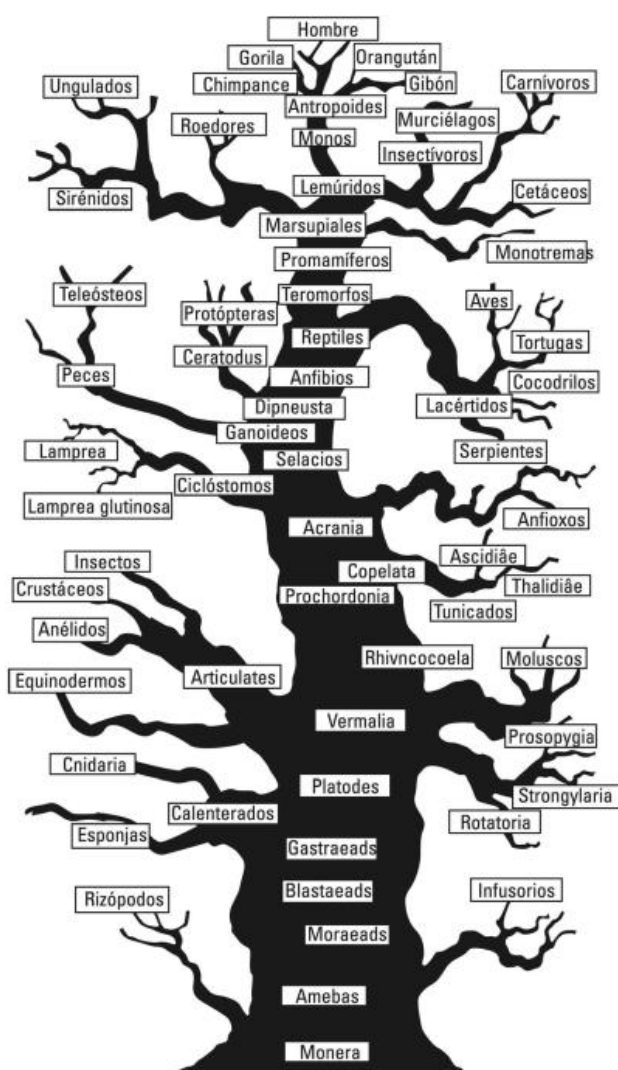 Hombre
Gorila
Orangután
Ungulados
Chimpance
Gibón
Carnívoros
Antropoides
Murciélagos
Roedores
Monos
Insectívoros
Lemúridos
Sirénidos
Cetáceos
Marsupiales
Monotremas
Promamíferos
Teleósteos
Teromorfos
Aves
Protópteras
Reptiles
Tortugas
Ceratodus
Peces
Anfibios
Cocodrilos
Dipneusta
Lacértidos
Ganoideos
Lamprea
Serpientes
Selacios
Ciclóstomos
Lamprea glutinosa
Anfioxos
Acrania
Insectos
Ascidiâe
Copelata
Crustáceos
Thalidiâe
Prochordonia
Tunicados
Anélidos
Rhivncocoela
Moluscos
Equinodermos
Articulates
Vermalia
Prosopygia
Cnidaria
Platodes
Strongylaria
Calenterados
Rotatoria
Esponjas
Gastraeads
Blastaeads
Infusorios
Rizópodos
Moraeads
Amebas
Monera